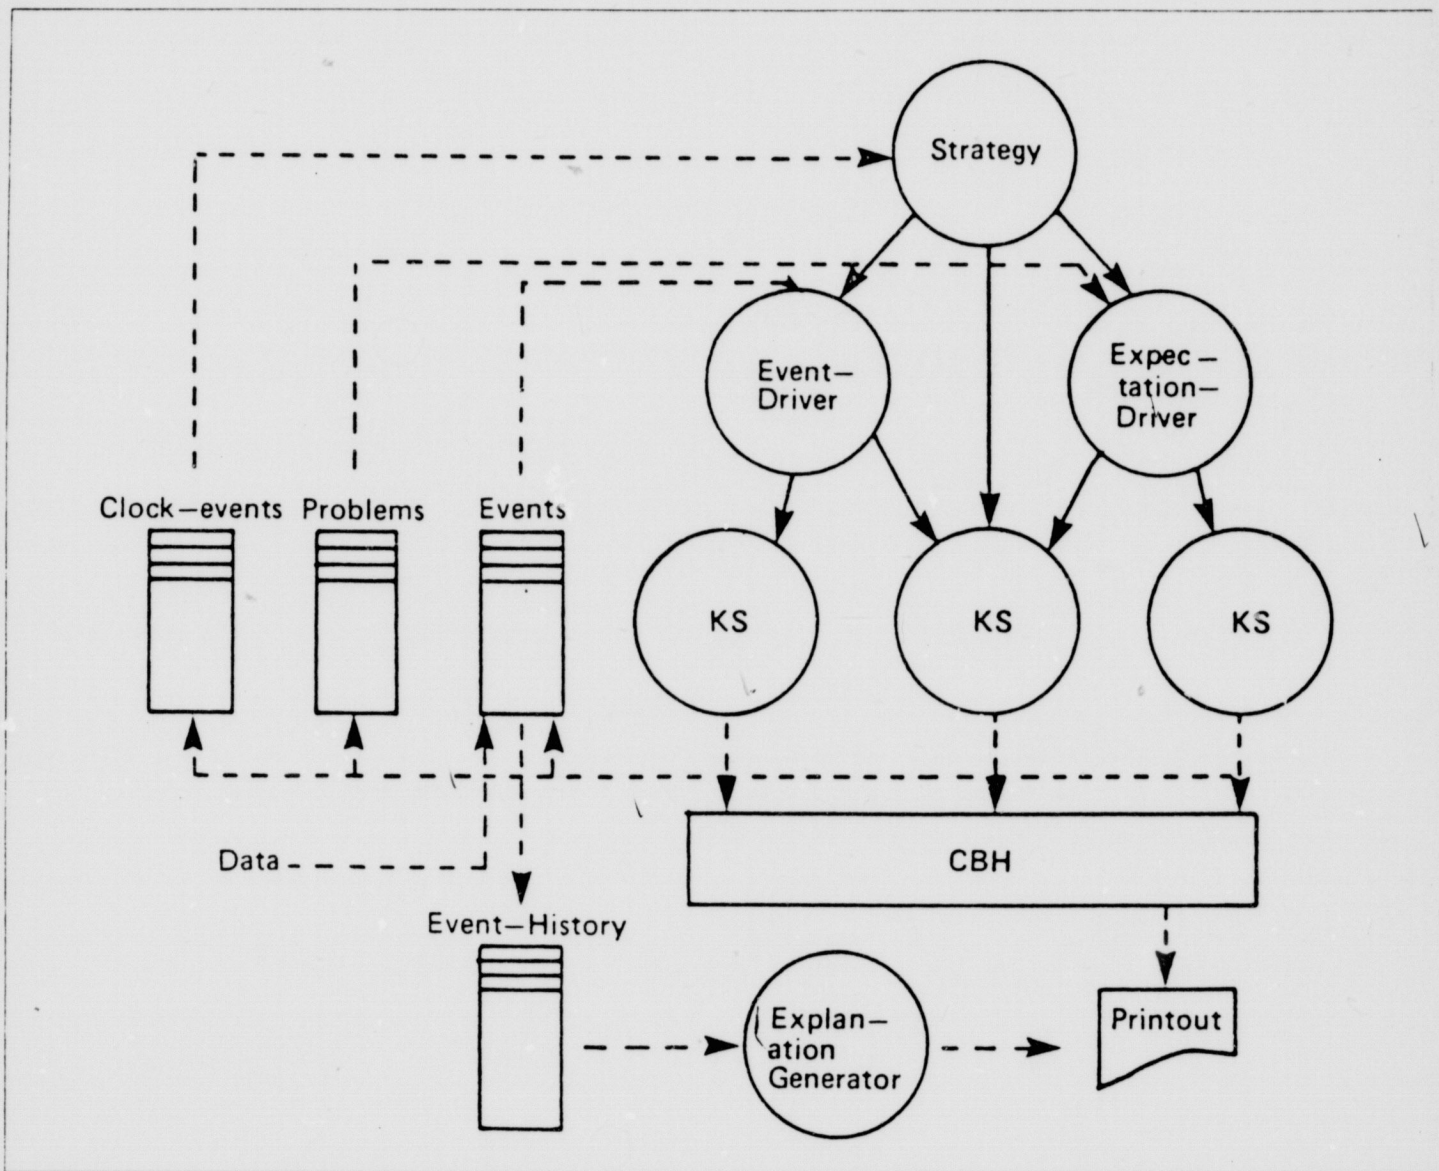 Strategy
Event—
Driver
Expec—
tation—
Driver
Clock—events
Problems
Events
KS
KS
KS
Data
CBH
Event—History
Explan—
ation
Generator
Printout